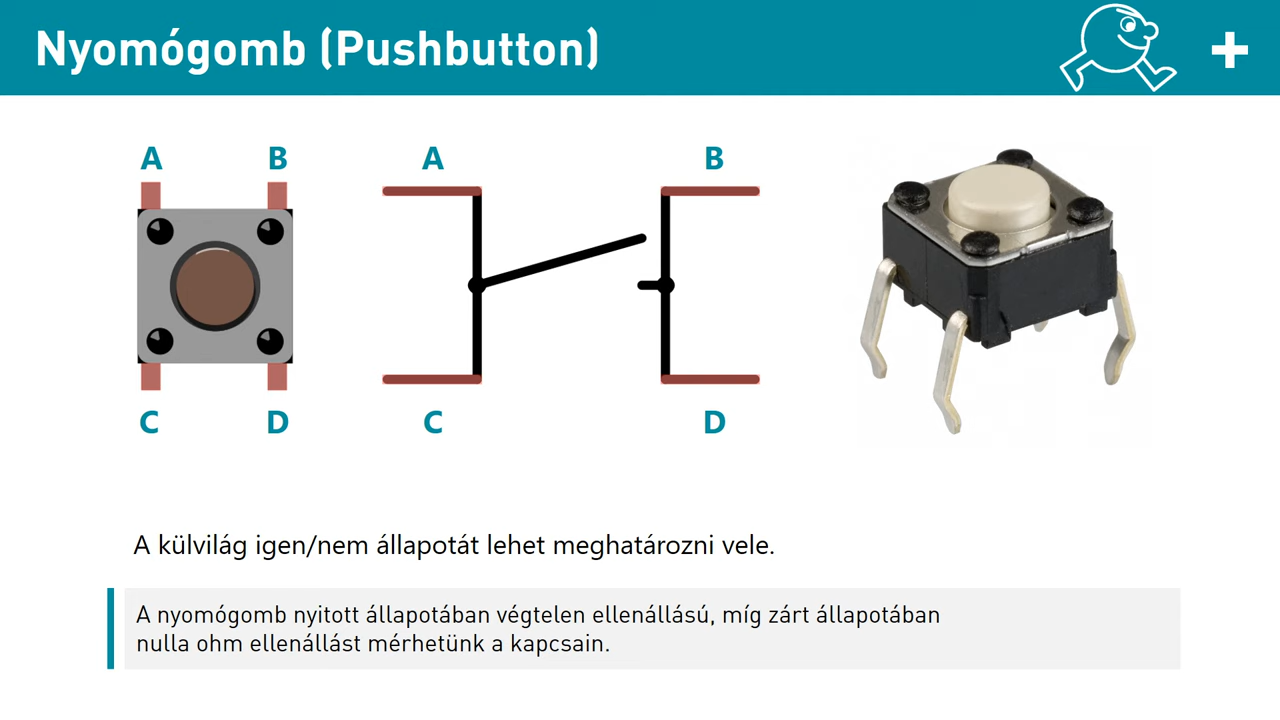 Nyomógomb (Pushbutton)
A B A B
C D C D
A külvilág igen/nem állapotát lehet meghatározni vele.
A nyomógomb nyitott állapotában végtelen ellenállású, míg zárt állapotában
nulla ohm ellenállást mérhetünk a kapcsain.